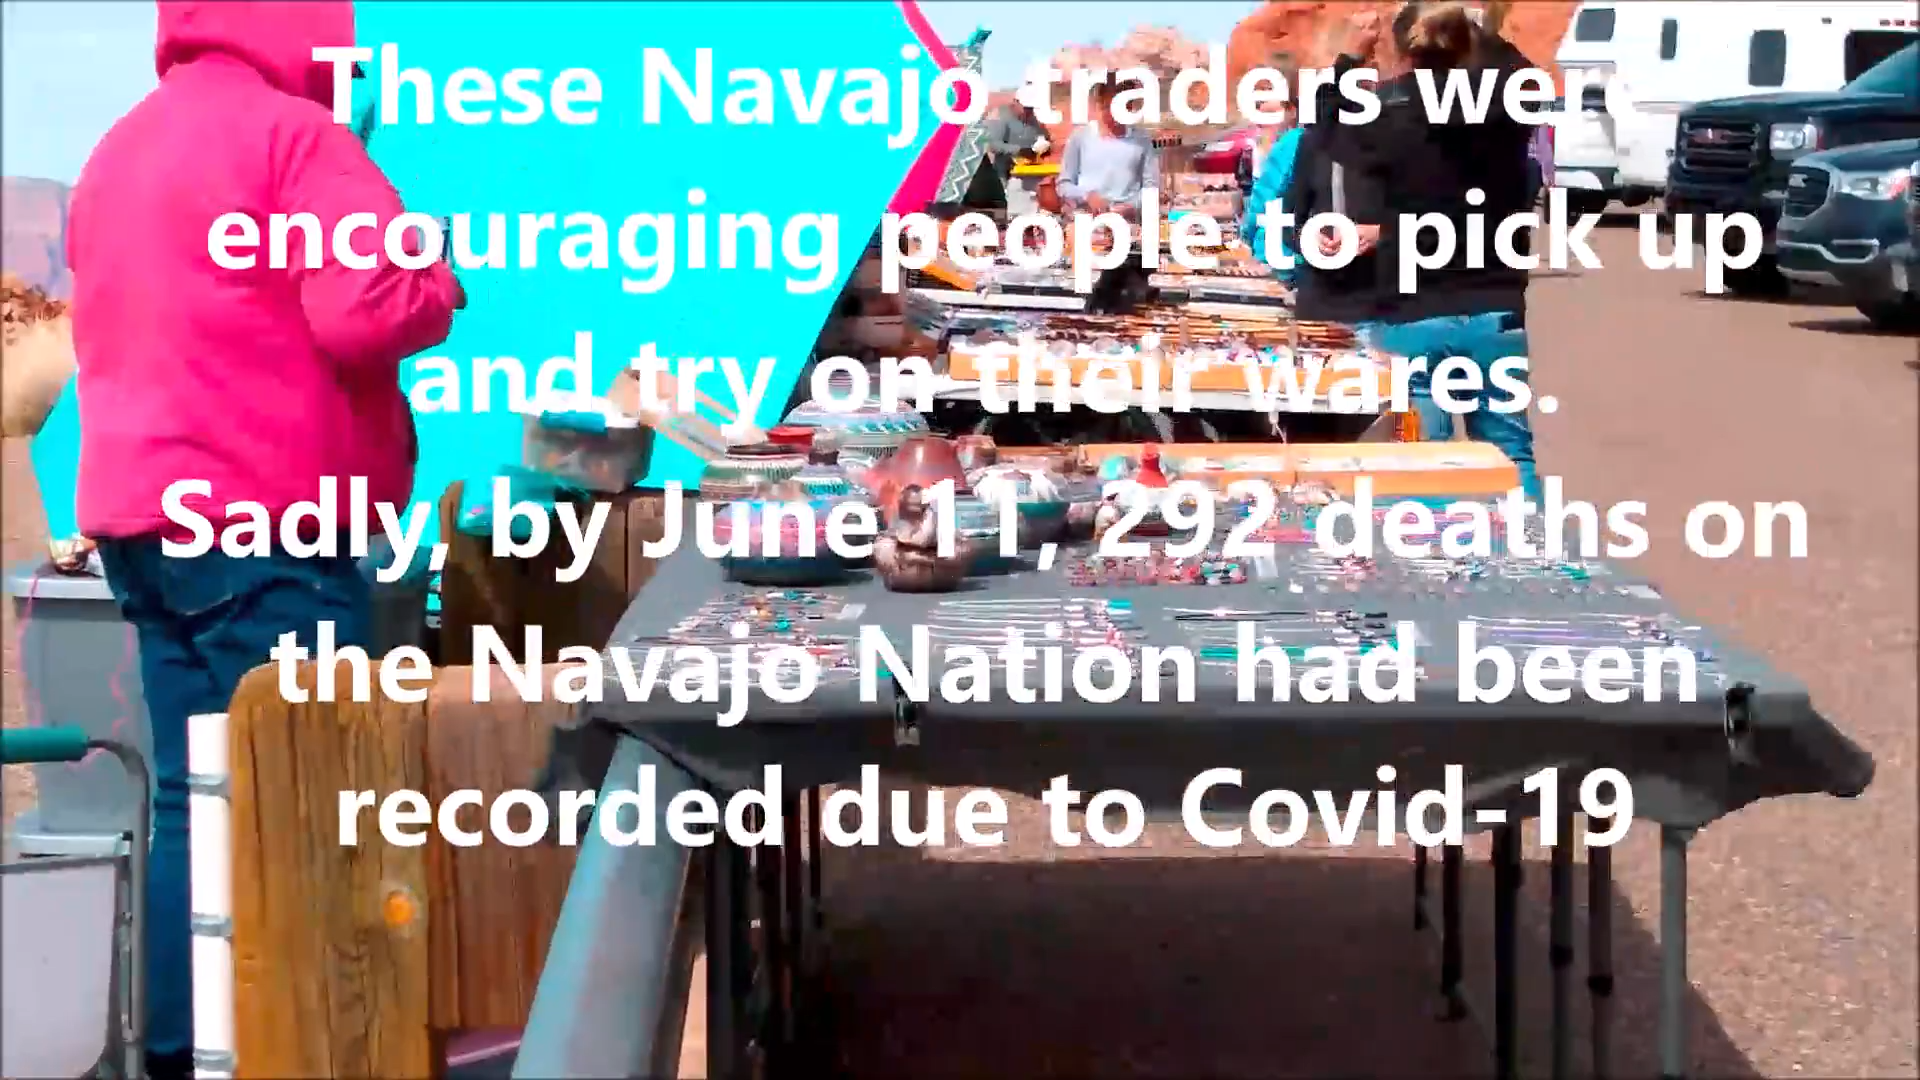 These Navajo traders were
encouraging people to pick up
and try on their wares.
Sadly, by June 11, 292 deaths on
the Navajo Nation had been
recorded due to Covid-19